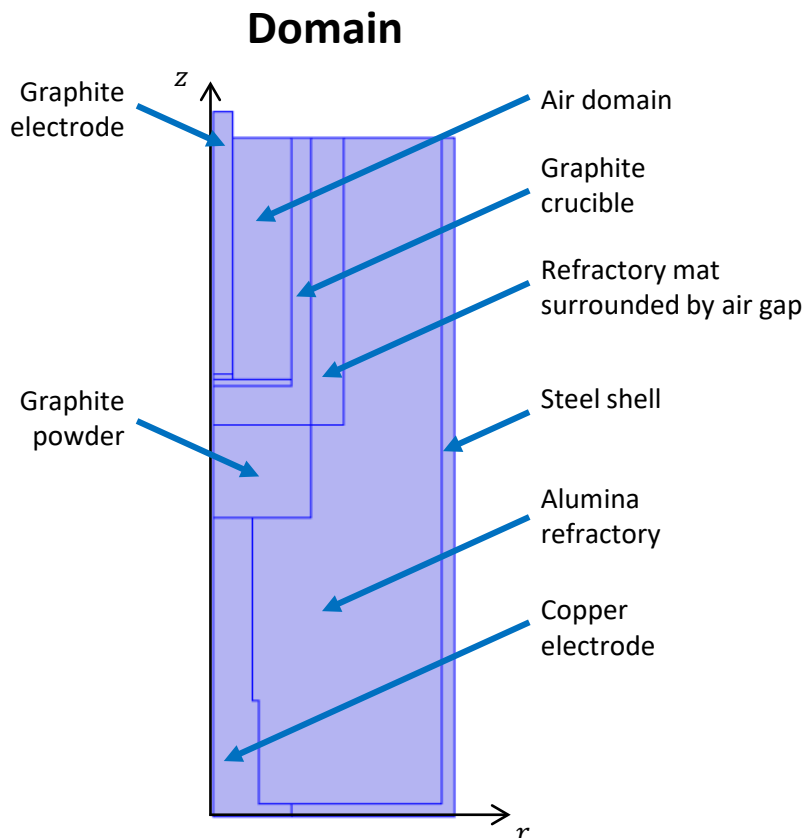 Domain
z
Graphite
electrode
Air domain
Graphite
crucible
Refractory mat
surrounded by air gap
Graphite
powder
Steel shell
Alumina
refractory
Copper
electrode
r